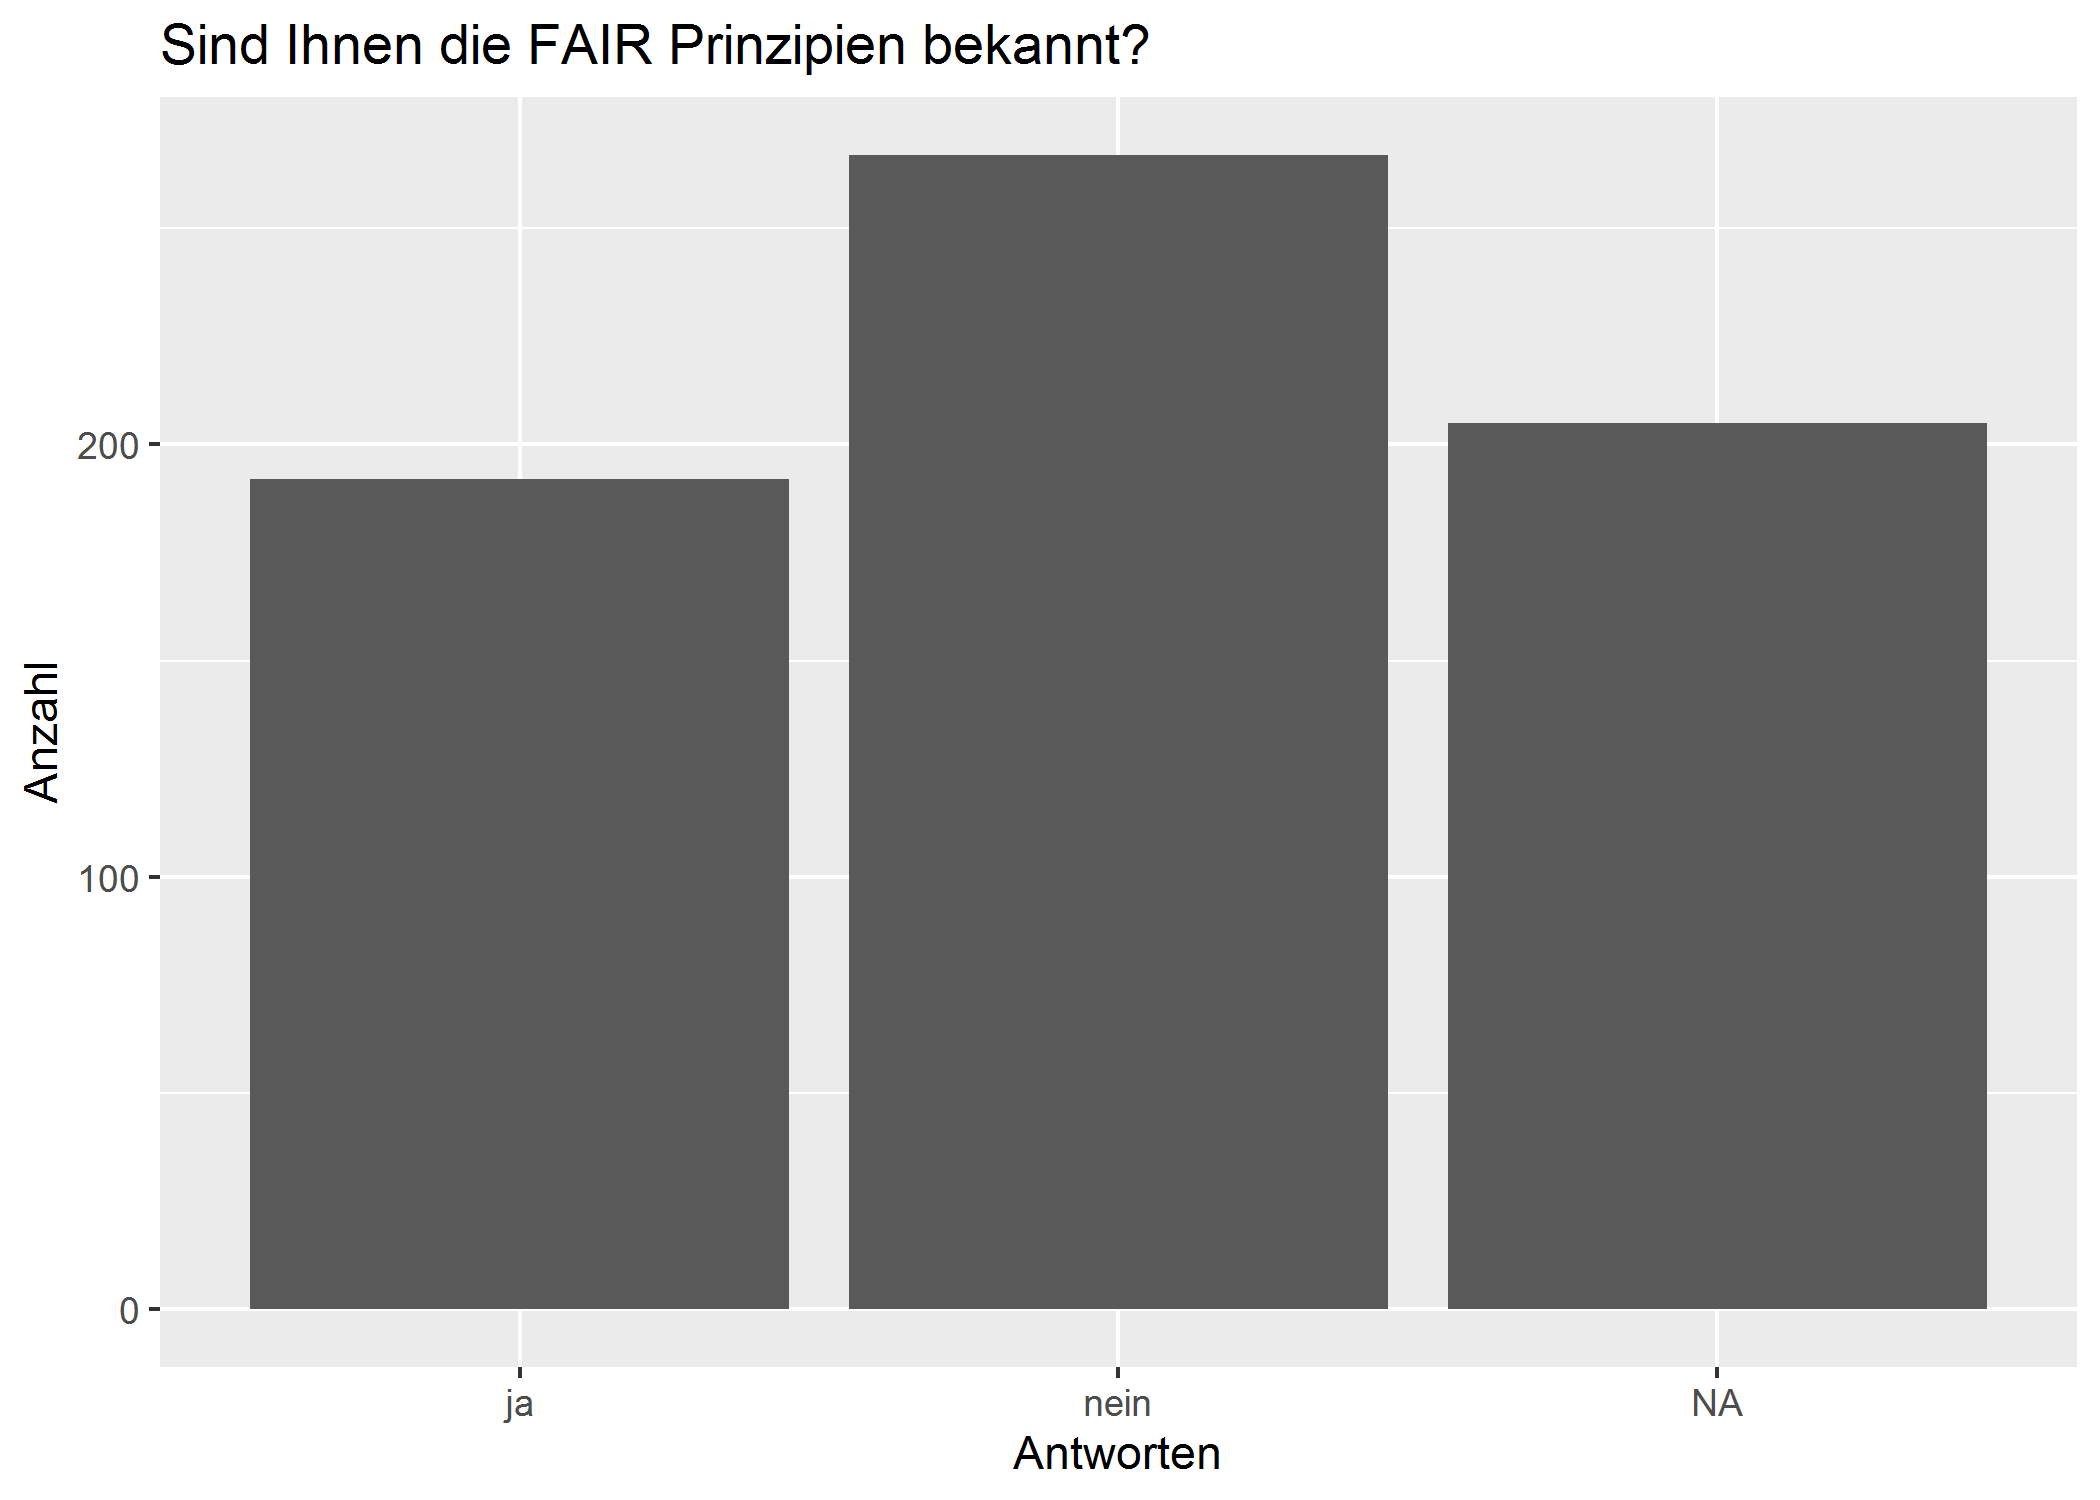 Sind Ihnen die FAIR Prinzipien bekannt?
Anzahl
200
100
0
ja nein NA
Antworten